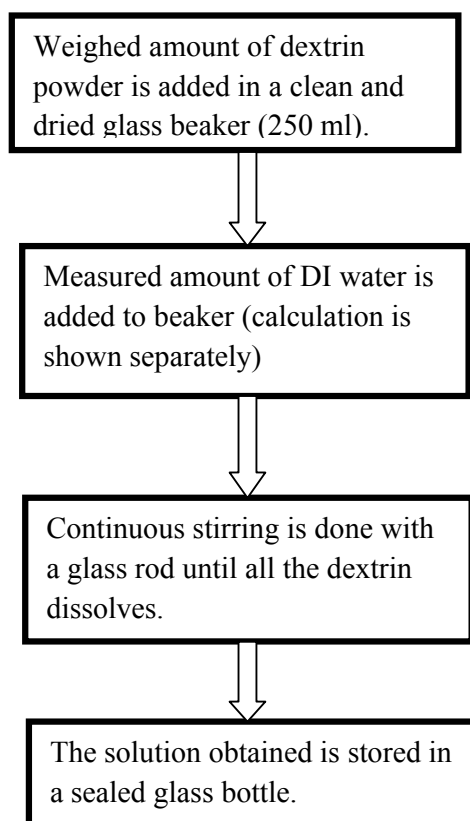 Weighed amount of dextrin
powder is added in a clean and
dried glass beaker (250 ml).
Measured amount of DI water is
added to beaker (calculation is
shown separately)
Continuous stirring is done with
a glass rod until all the dextrin
dissolves.
The solution obtained is stored in
a sealed glass bottle.